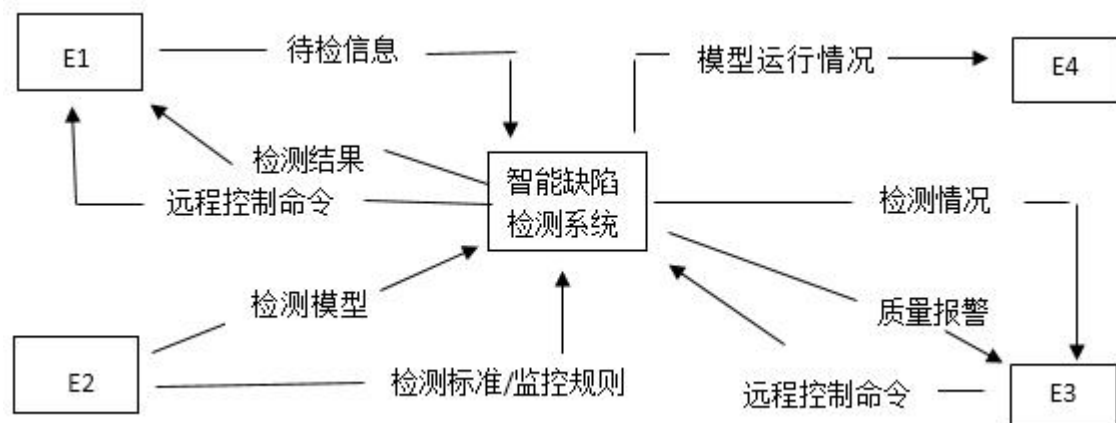 E1
待检信息
模型运行情况
E4
检测结果
远程控制命令
智能缺陷
检测系统
检测情况
检测模型
质量报警
E2
检测标准/监控规则
远程控制命令
E3